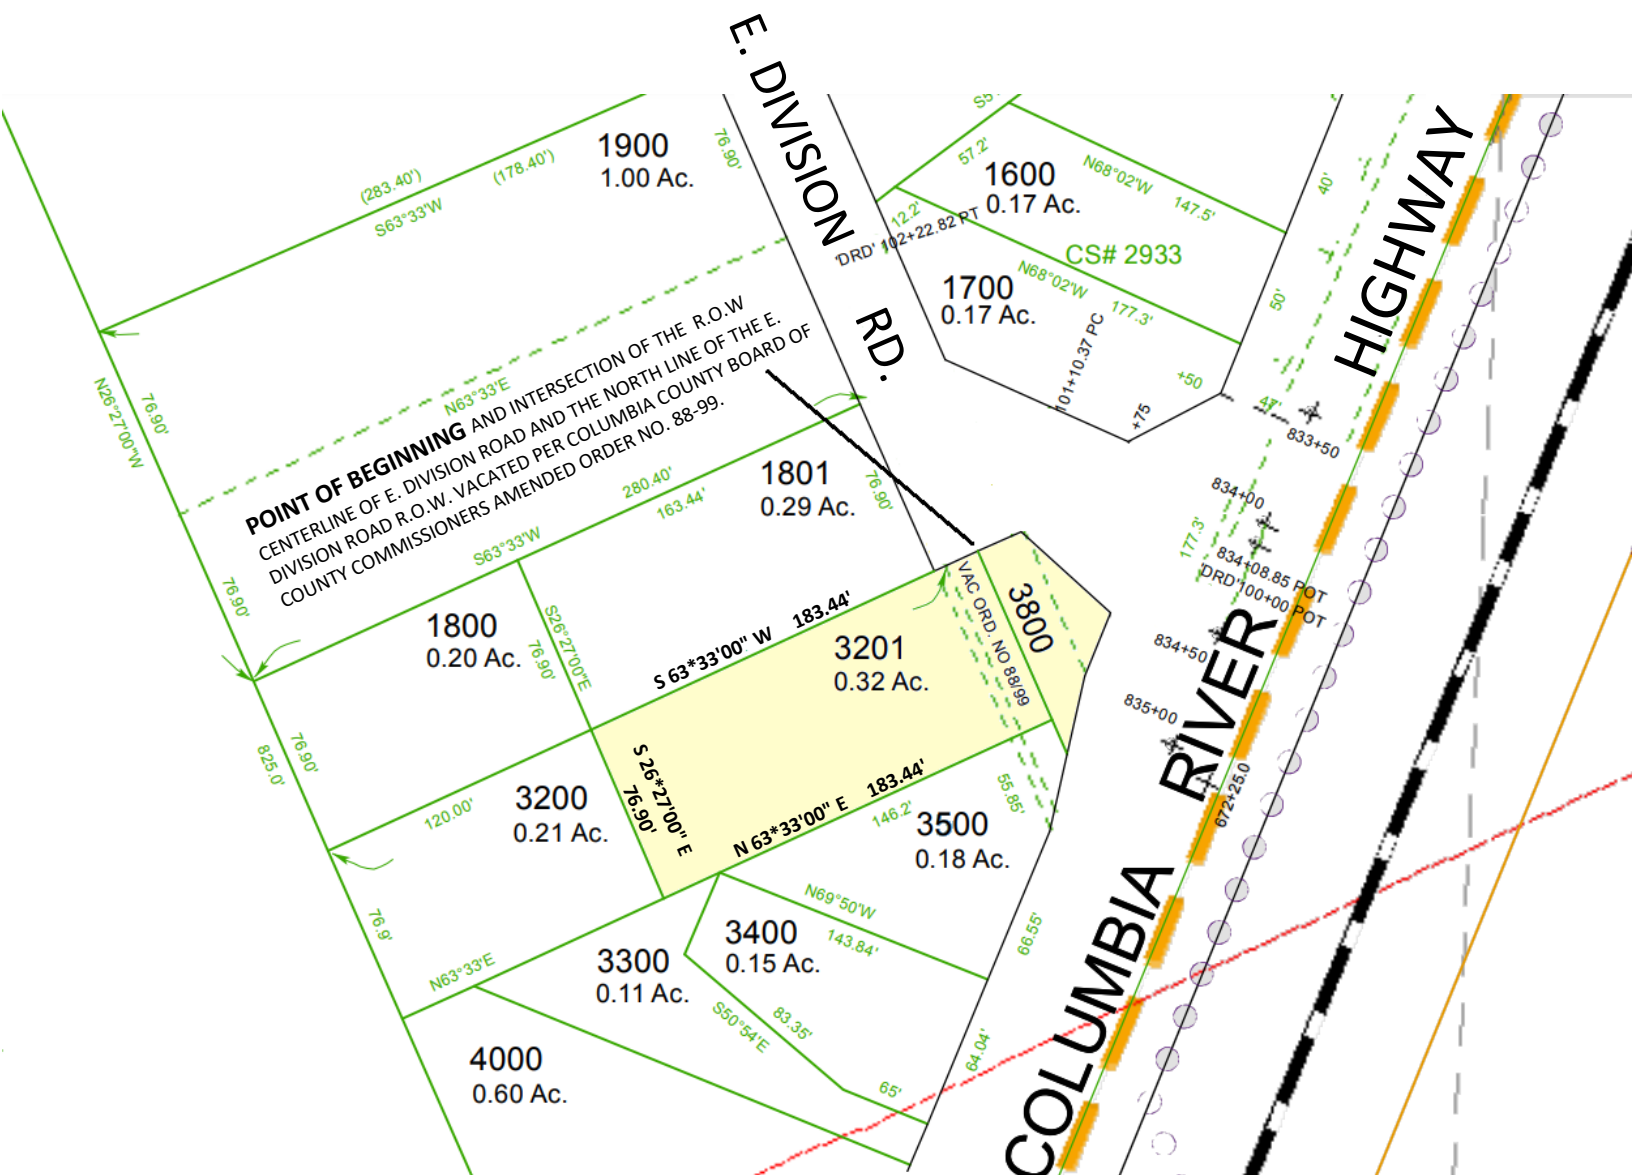 E. DIVISION RD.
1900
1.00 Ac.
(283.40')
(178.40')
S63°33'W
76.90'
57.2'
1600
0.17 Ac.
N68°02'W
147.5'
12.2'
'DRD' 102+22.82 PT
CS# 2933
1700
0.17 Ac.
N68°02'W
177.3'
101+10.37 PC
+50
+75
40'
50'
47'
HIGHWAY
833+50
834+00
177.3'
834+08.85 POT
'DRD'100+00 POT
834+50
835+00
672+25.0
N26°27'00"W
76.90'
N63°33'E
POINT OF BEGINNING AND INTERSECTION OF THE R.O.W
CENTERLINE OF E. DIVISION ROAD AND THE NORTH LINE OF THE E.
DIVISION ROAD R.O.W. VACATED PER COLUMBIA COUNTY BOARD OF
COUNTY COMMISSIONERS AMENDED ORDER NO. 88-99.
280.40'
163.44'
S63°33'W
1801
0.29 Ac.
76.90'
76.90'
1800
0.20 Ac.
S26°27'00"E
76.90'
S 63*33'00" W 183.44'
3201
0.32 Ac.
VAC ORD. NO 88/99
3800
825.0'
76.90'
3200
0.21 Ac.
120.00'
S 26*27'00" E
76.90'
N 63*33'00" E 183.44'
146.2'
55.85'
3500
0.18 Ac.
N69°50'W
143.84'
3400
0.15 Ac.
66.55'
76.9'
N63°33'E
3300
0.11 Ac.
S50°54'E
83.35'
64.04'
65'
4000
0.60 Ac.
COLUMBIA RIVER